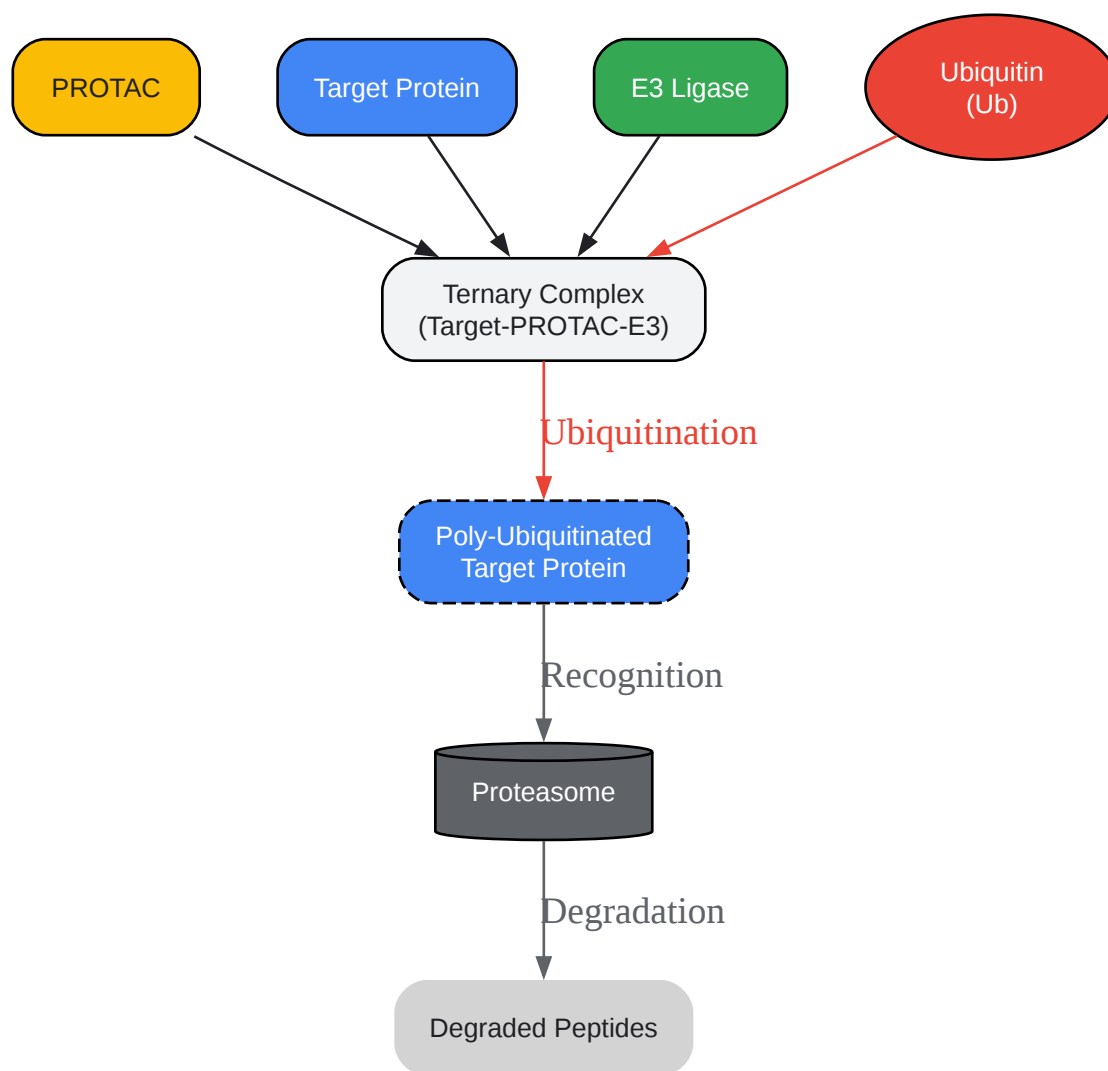 PROTAC
Target Protein
E3 Ligase
Ubiquitin
(Ub)
Ternary Complex
(Target-PROTAC-E3)
Ubiquitination
Poly-Ubiquitinated
Target Protein
Recognition
Proteasome
Degradation
Degraded Peptides